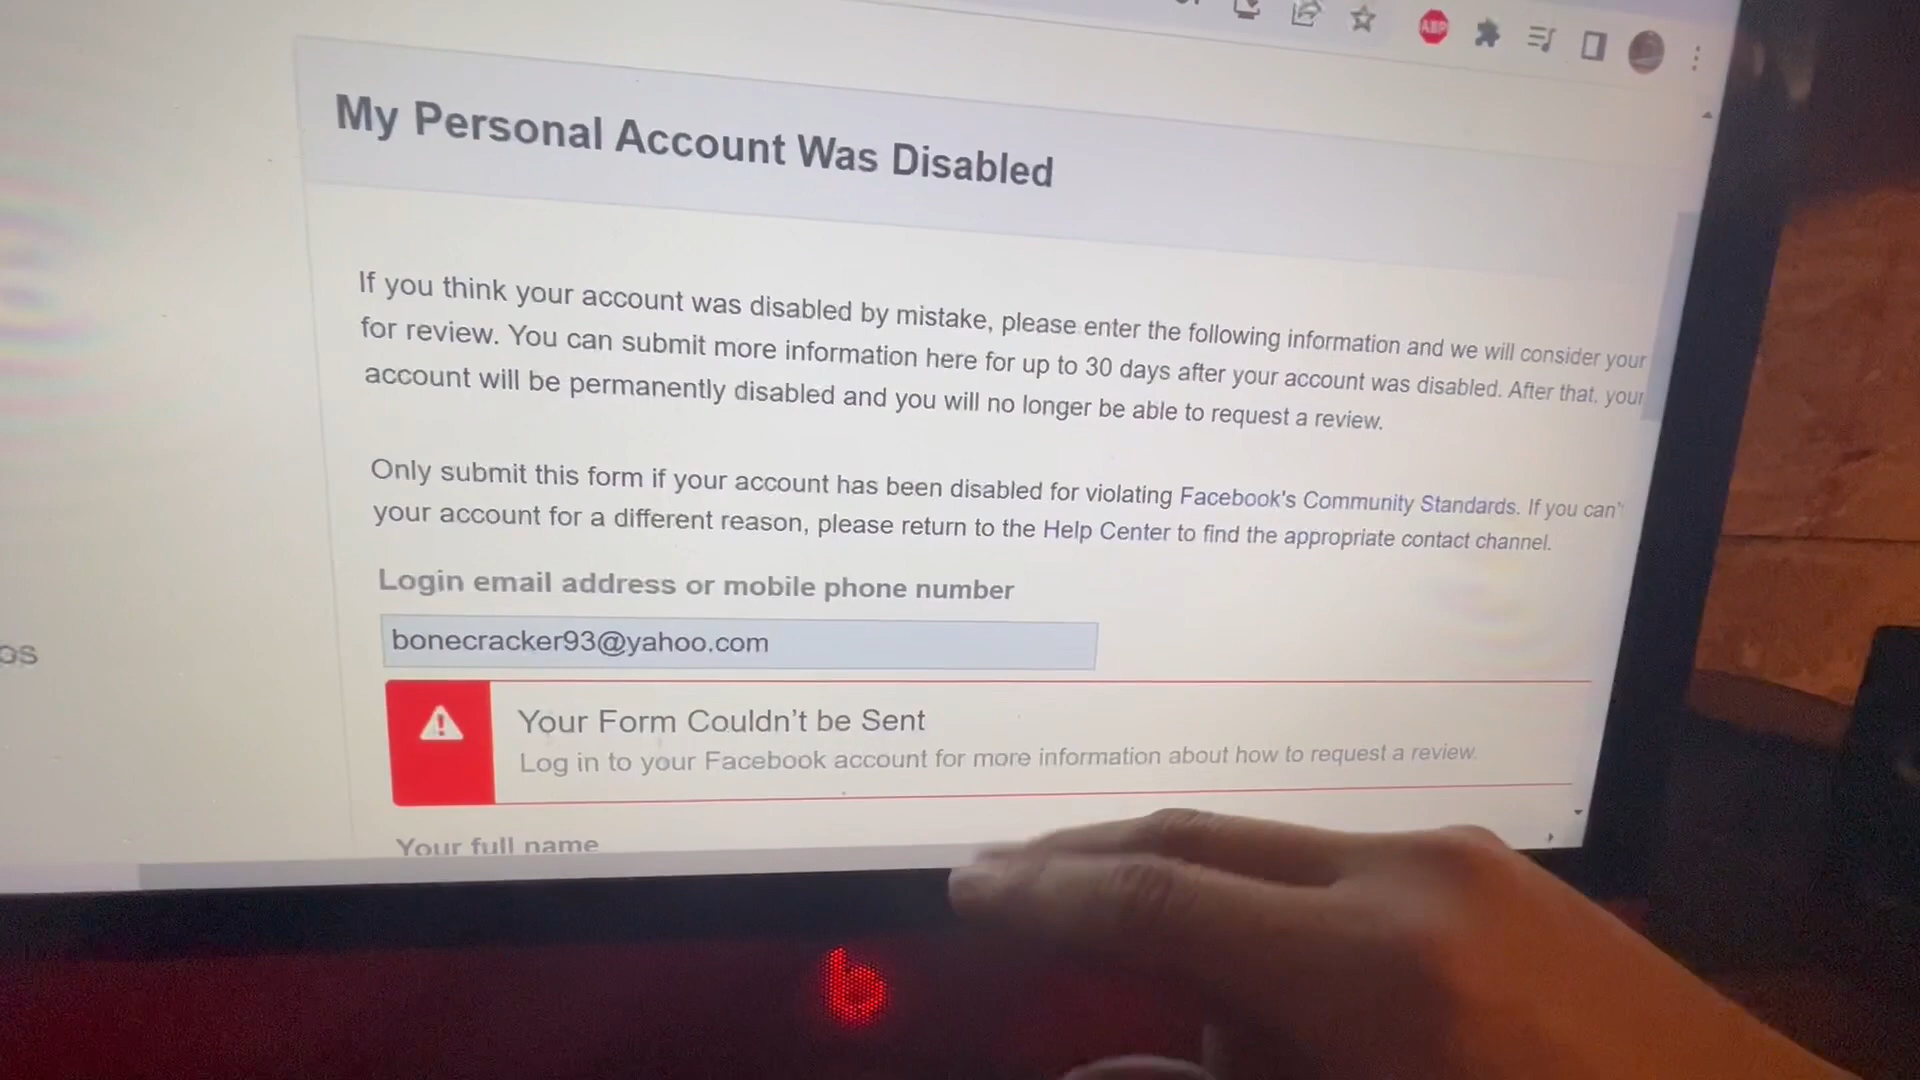 ABP
My Personal Account Was Disabled
If you think your account was disabled by mistake, please enter the following information and we will consider your
for review. You can submit more information here for up to 30 days after your account was disabled. After that, your
account will be permanently disabled and you will no longer be able to request a review.
Only submit this form if your account has been disabled for violating Facebook's Community Standards. If you can't
your account for a different reason, please return to the Help Center to find the appropriate contact channel.
Login email address or mobile phone number
bonecracker93@yahoo.com
Your Form Couldn't be Sent
Log in to your Facebook account for more information about how to request a review.
Your full name
b